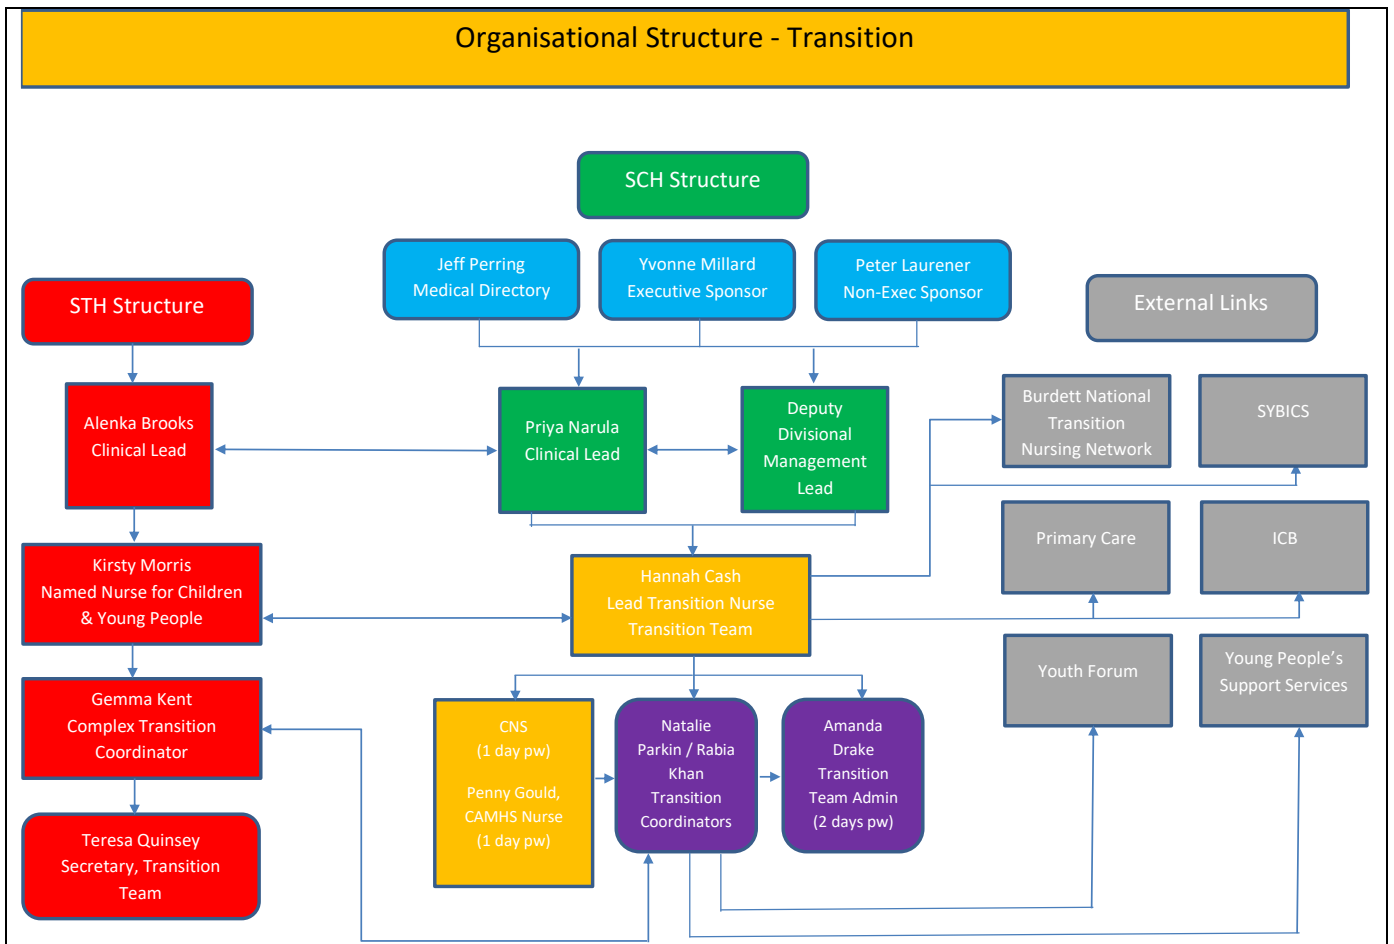 Organisational Structure - Transition
SCH Structure
Jeff Perring
Medical Directory
Yvonne Millard
Executive Sponsor
Peter Laurener
Non-Exec Sponsor
STH Structure
External Links
Alenka Brooks
Clinical Lead
Priya Narula
Clinical Lead
Deputy
Divisional
Management
Lead
Burdett National
Transition
Nursing Network
SYBICS
Kirsty Morris
Named Nurse for Children
& Young People
Hannah Cash
Lead Transition Nurse
Transition Team
Primary Care
ICB
Gemma Kent
Complex Transition
Coordinator
CNS
(1 day pw)
Penny Gould,
CAMHS Nurse
(1 day pw)
Natalie
Parkin / Rabia
Khan
Transition
Coordinators
Amanda
Drake
Transition
Team Admin
(2 days pw)
Youth Forum
Young People’s
Support Services
Teresa Quinsey
Secretary, Transition
Team